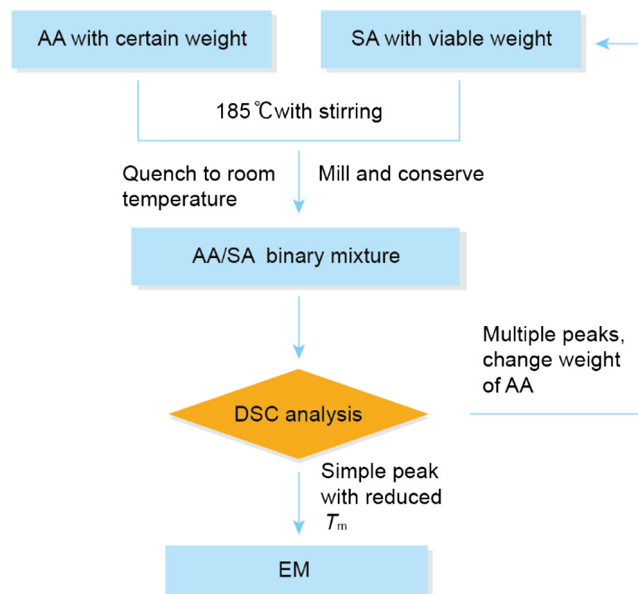 AA with certain weight
SA with viable weight
185℃with stirring
Quench to room
temperature
Mill and conserve
AA/SA binary mixture
Multiple peaks,
change weight
of AA
DSC analysis
Simple peak
with reduced
Tm
EM